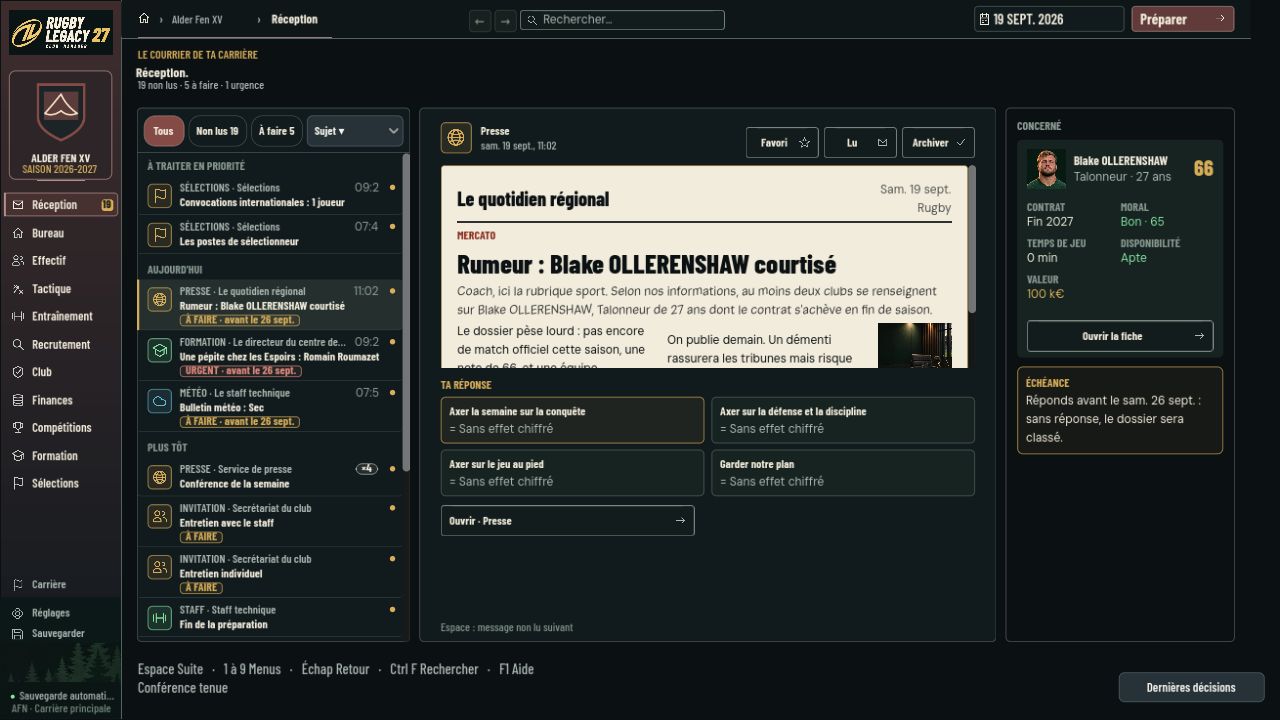 RUGBY
LEGACY 27
CLUB MANAGER
ALDER FEN XV
SAISON 2026-2027
Réception 19
Bureau
Effectif
Tactique
Entraînement
Recrutement
Club
Finances
Compétitions
Formation
Sélections
Carrière
Réglages
Sauvegarder
Sauvegarde automati...
AFN · Carrière principale
› Alder Fen XV › Réception
← → Rechercher...
19 SEPT. 2026
Préparer →
LE COURRIER DE TA CARRIÈRE
Réception.
19 non lus · 5 à faire · 1 urgence
Tous Non lus 19 À faire 5 Sujet ▾
À TRAITER EN PRIORITÉ
SÉLECTIONS · Sélections 09:2
Convocations internationales : 1 joueur
SÉLECTIONS · Sélections 07:4
Les postes de sélectionneur
AUJOURD'HUI
PRESSE · Le quotidien régional 11:02
Rumeur : Blake OLLERENSHAW courtisé
À FAIRE · avant le 26 sept.
FORMATION · Le directeur du centre de... 09:2
Une pépite chez les Espoirs : Romain Roumazet
URGENT · avant le 26 sept.
MÉTÉO · Le staff technique 07:5
Bulletin météo : Sec
À FAIRE · avant le 26 sept.
PLUS TÔT
PRESSE · Service de presse ×4
Conférence de la semaine
INVITATION · Secrétariat du club
Entretien avec le staff
À FAIRE
INVITATION · Secrétariat du club
Entretien individuel
À FAIRE
STAFF · Staff technique
Fin de la préparation
Presse
sam. 19 sept., 11:02
Favori Lu Archiver
Le quotidien régional
Sam. 19 sept.
Rugby
MERCATO
Rumeur : Blake OLLERENSHAW courtisé
Coach, ici la rubrique sport. Selon nos informations, au moins deux clubs se renseignent
sur Blake OLLERENSHAW, Talonneur de 27 ans dont le contrat s'achève en fin de saison.
Le dossier pèse lourd : pas encore
de match officiel cette saison, une
note de 66, et une équipe
On publie demain. Un démenti
rassurera les tribunes mais risque
TA RÉPONSE
Axer la semaine sur la conquête
= Sans effet chiffré
Axer sur la défense et la discipline
= Sans effet chiffré
Axer sur le jeu au pied
= Sans effet chiffré
Garder notre plan
= Sans effet chiffré
Ouvrir · Presse →
Espace : message non lu suivant
CONCERNÉ
Blake OLLERENSHAW
Talonneur · 27 ans
66
CONTRAT MORAL
Fin 2027 Bon · 65
TEMPS DE JEU DISPONIBILITÉ
0 min Apte
VALEUR
100 k€
Ouvrir la fiche →
ÉCHÉANCE
Réponds avant le sam. 26 sept. :
sans réponse, le dossier sera
classé.
Espace Suite · 1 à 9 Menus · Échap Retour · Ctrl F Rechercher · F1 Aide
Conférence tenue
Dernières décisions